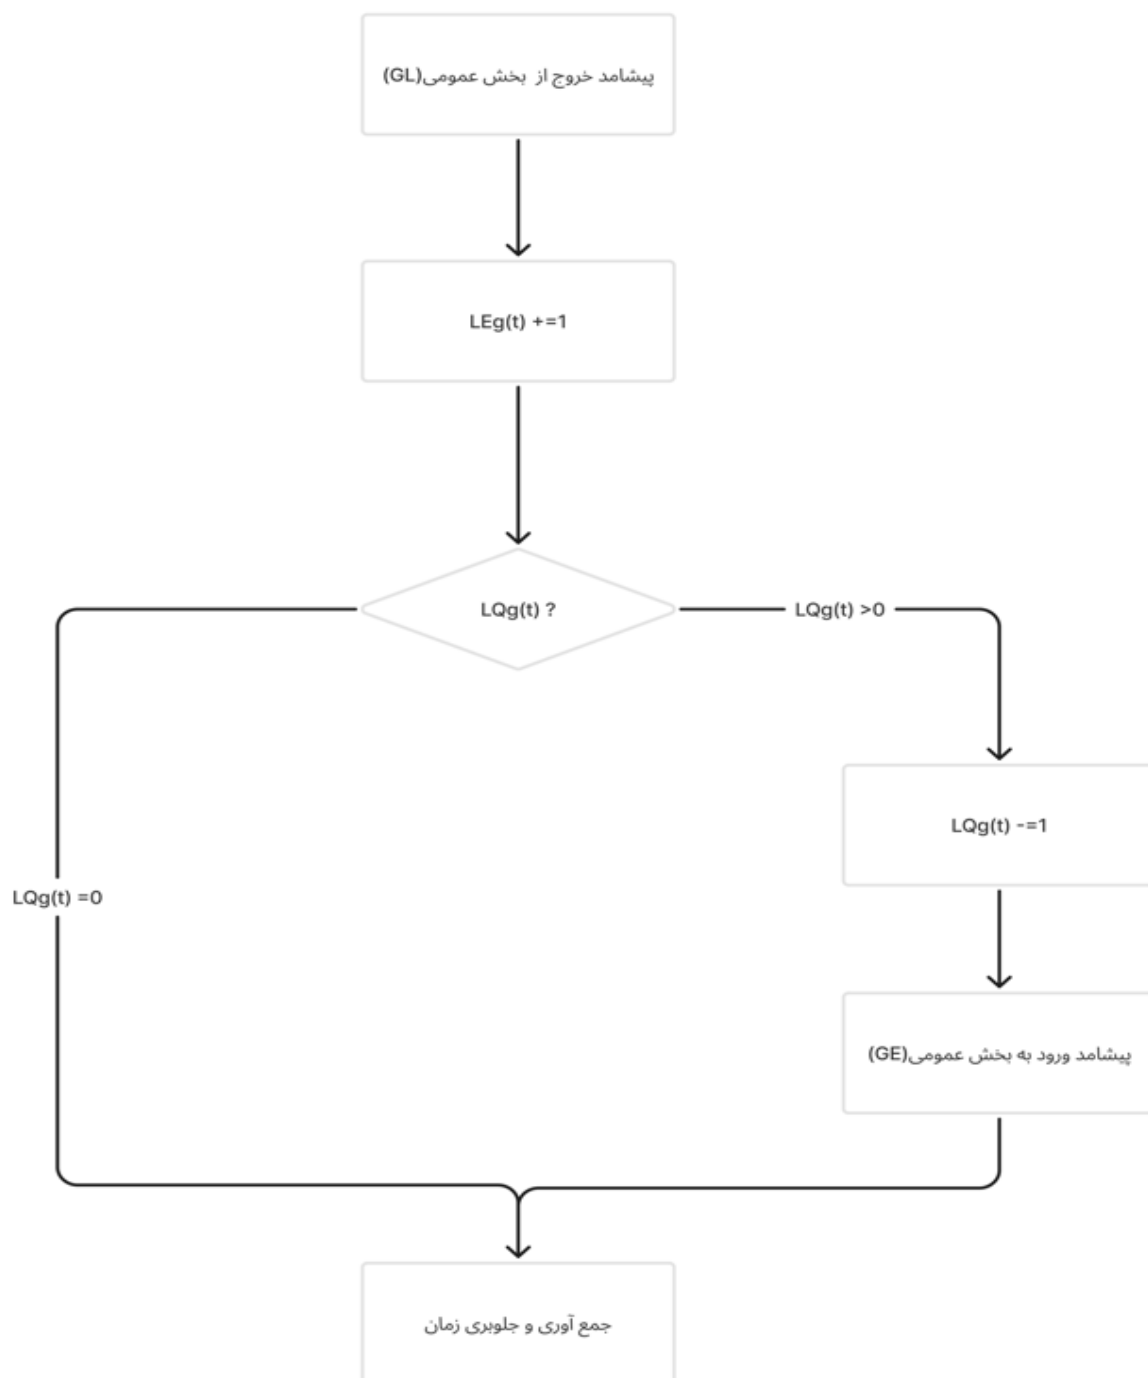 پیشامد خروج از بخش عمومی(GL)
LEg(t) +=1
LQg(t) ?
LQg(t) >0
LQg(t) -=1
LQg(t) =0
پیشامد ورود به بخش عمومی(GE)
جمع آوری و جلوبری زمان